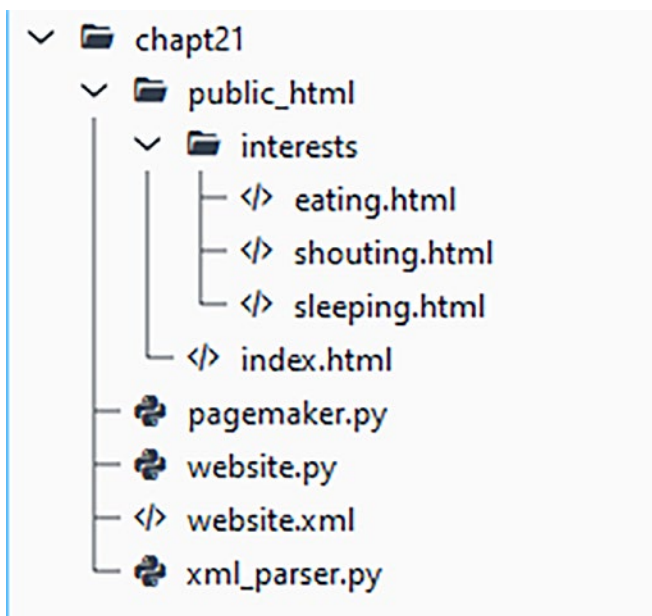 chapt21
public_html
interests
</> eating.html
</> shouting.html
</> sleeping.html
</> index.html
pagemaker.py
website.py
</> website.xml
xml_parser.py